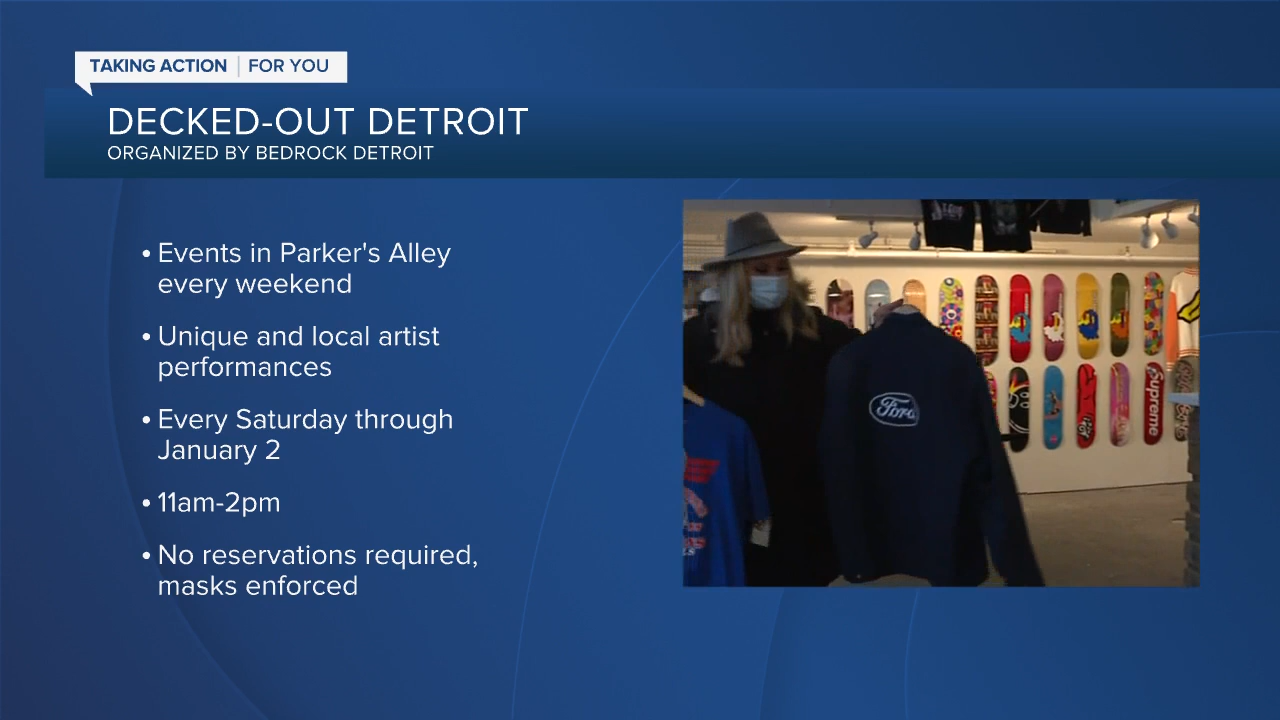 TAKING ACTION | FOR YOU
DECKED-OUT DETROIT
ORGANIZED BY BEDROCK DETROIT
• Events in Parker's Alley
every weekend
• Unique and local artist
performances
• Every Saturday through
January 2
• 11am-2pm
• No reservations required,
masks enforced
Ford
Supreme